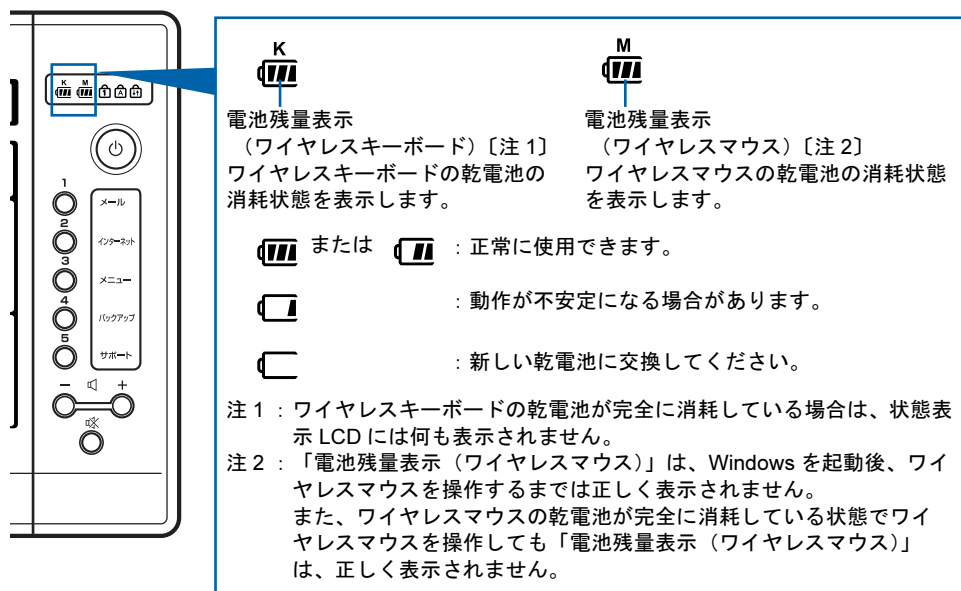 K M
1
メール
2
インターネット
3
メニュー
4
バックアップ
5
サポート
− +
K
電池残量表示
（ワイヤレスキーボード）〔注 1〕
ワイヤレスキーボードの乾電池の
消耗状態を表示します。
M
電池残量表示
（ワイヤレスマウス）〔注 2〕
ワイヤレスマウスの乾電池の消耗状態
を表示します。
または ：正常に使用できます。
：動作が不安定になる場合があります。
：新しい乾電池に交換してください。
注 1 ：ワイヤレスキーボードの乾電池が完全に消耗している場合は、状態表
示 LCD には何も表示されません。
注 2 ：「電池残量表示（ワイヤレスマウス）」は、Windows を起動後、ワイ
ヤレスマウスを操作するまでは正しく表示されません。
また、ワイヤレスマウスの乾電池が完全に消耗している状態でワイ
ヤレスマウスを操作しても「電池残量表示（ワイヤレスマウス）」
は、正しく表示されません。